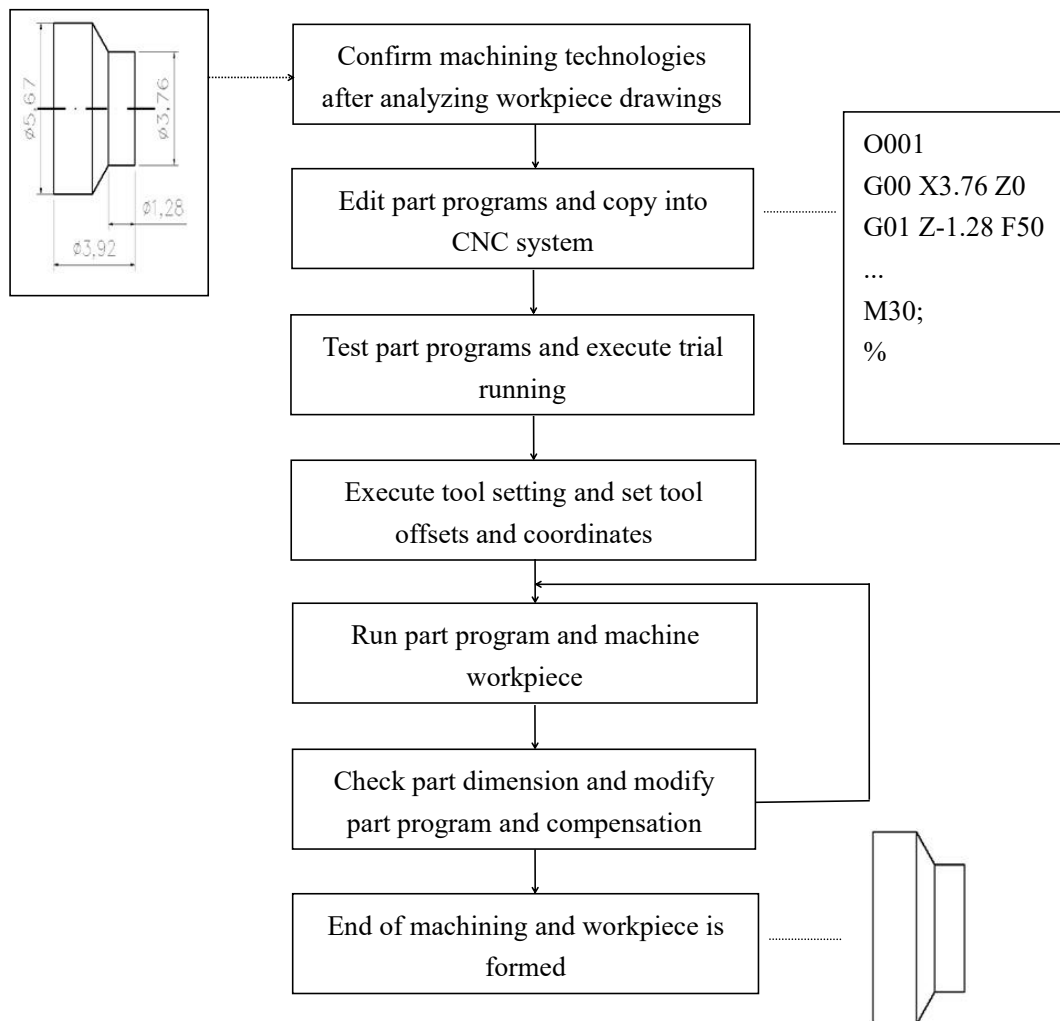 Confirm machining technologies
after analyzing workpiece drawings
ø5,67
ø3,76
ø1,28
ø3,92
Edit part programs and copy into
CNC system
O001
G00 X3.76 Z0
G01 Z-1.28 F50
...
M30;
%
Test part programs and execute trial
running
Execute tool setting and set tool
offsets and coordinates
Run part program and machine
workpiece
Check part dimension and modify
part program and compensation
End of machining and workpiece is
formed